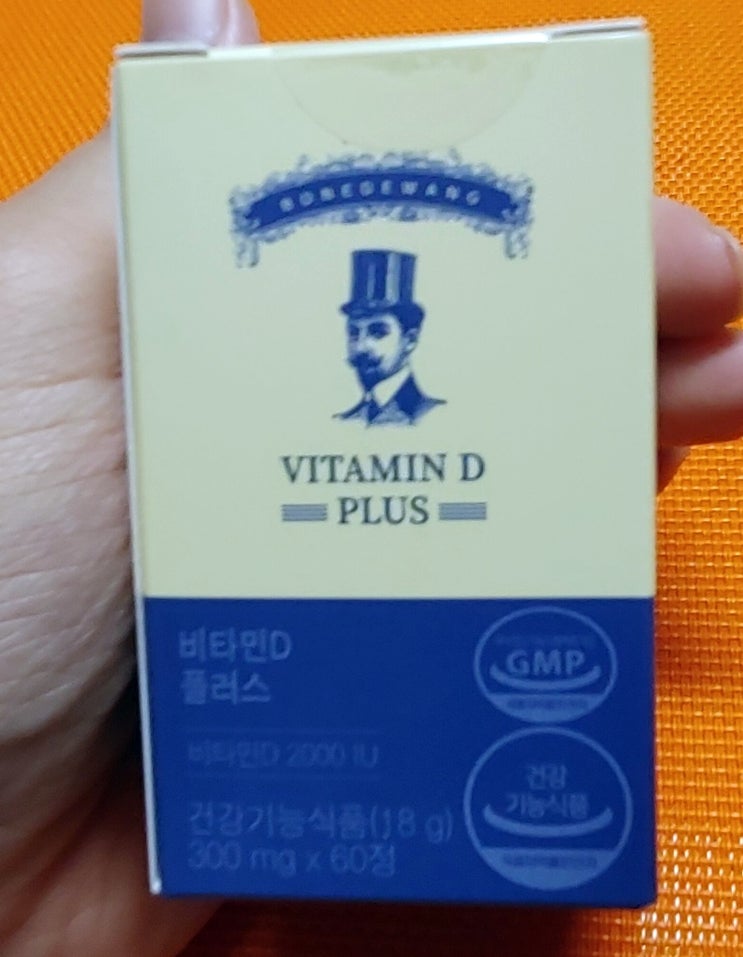 BONEGEWANG
VITAMIN D
PLUS
비타민D
플러스
비타민D 2000 IU
건강기능식품(18 g)
300 mg x 60정
GMP
건강
기능식품